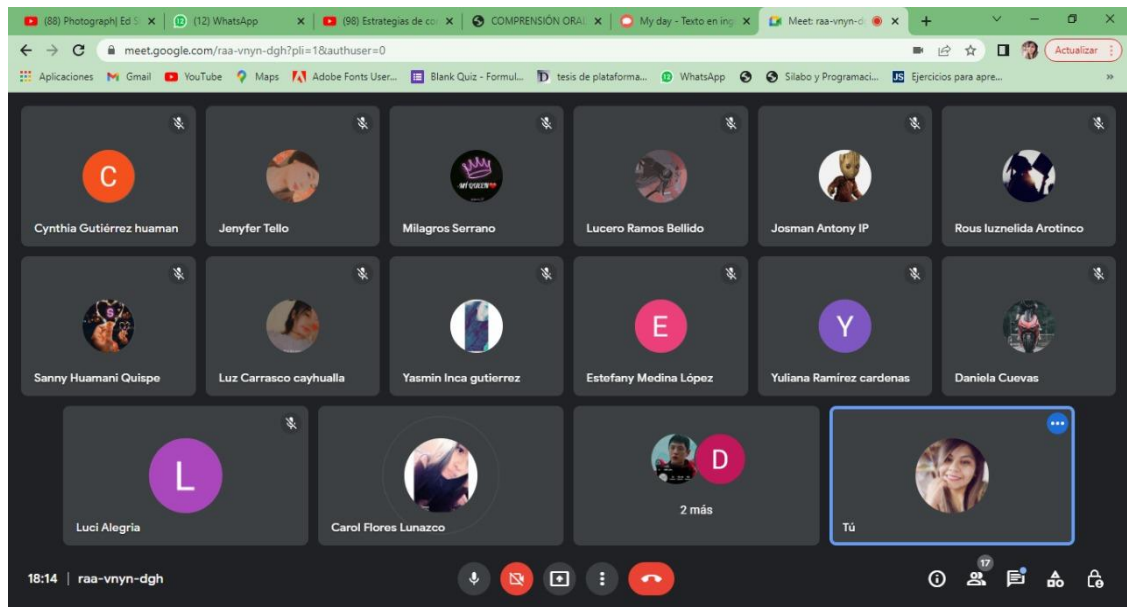 (88) Photograph| Ed S
(12) WhatsApp
(98) Estrategias de co
COMPRENSIÓN ORAL
My day - Texto en ing
Meet: raa-vnyn-d
meet.google.com/raa-vnyn-dgh?pli=1&authuser=0
Actualizar
Aplicaciones
Gmail
YouTube
Maps
Adobe Fonts User...
Blank Quiz - Formul...
tesis de plataforma...
WhatsApp
Silabo y Programaci...
JS Ejercicios para apre...
C
Cynthia Gutiérrez huaman
Jenyfer Tello
MY QUEEN
Milagros Serrano
Lucero Ramos Bellido
Josman Antony IP
Rous luznelida Arotinco
S
Sanny Huamani Quispe
Luz Carrasco cayhualla
Yasmin Inca gutierrez
E
Estefany Medina López
Y
Yuliana Ramírez cardenas
Daniela Cuevas
L
Luci Alegria
Carol Flores Lunazco
D
2 más
Tú
18:14 | raa-vnyn-dgh
17